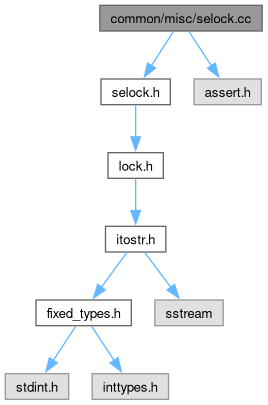 common/misc/selock.cc
selock.h
assert.h
lock.h
itostr.h
fixed_types.h
sstream
stdint.h
inttypes.h